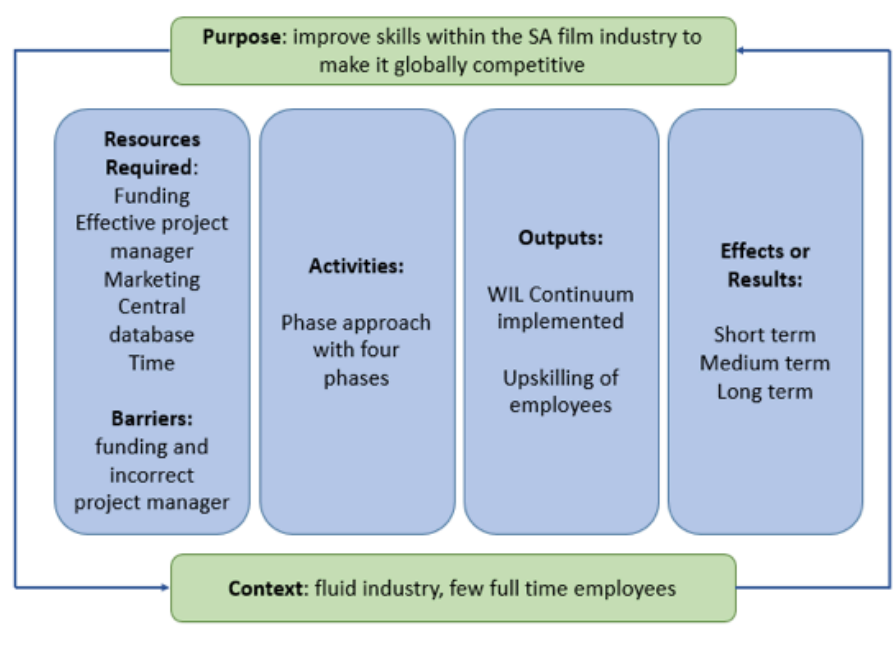 Purpose: improve skills within the SA film industry to
make it globally competitive
Resources
Required:
Funding
Effective project
manager
Marketing
Central
database
Time
Barriers:
funding and
incorrect
project manager
Activities:
Phase approach
with four
phases
Outputs:
WIL Continuum
implemented
Upskilling of
employees
Effects or
Results:
Short term
Medium term
Long term
Context: fluid industry, few full time employees